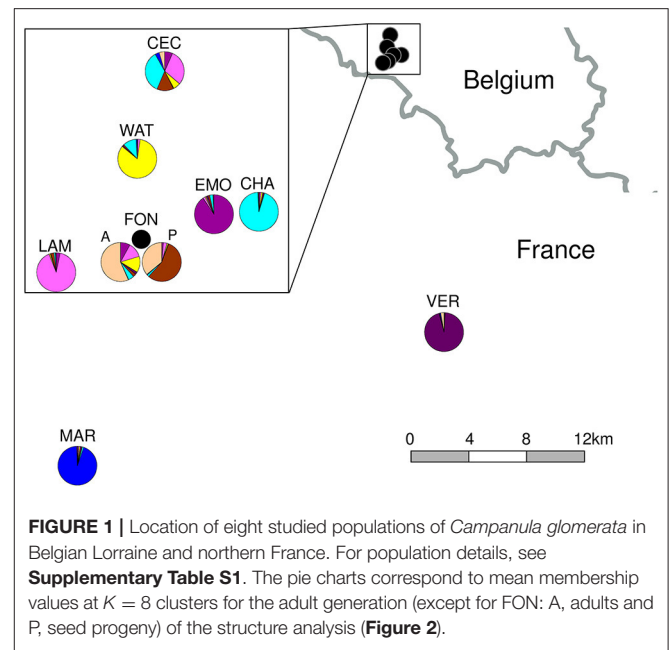 CEC
Belgium
WAT
EMO CHA
FON
A P
LAM
France
VER
MAR
0 4 8 12km
FIGURE 1 | Location of eight studied populations of Campanula glomerata in
Belgian Lorraine and northern France. For population details, see
Supplementary Table S1. The pie charts correspond to mean membership
values at K = 8 clusters for the adult generation (except for FON: A, adults and
P, seed progeny) of the structure analysis (Figure 2).